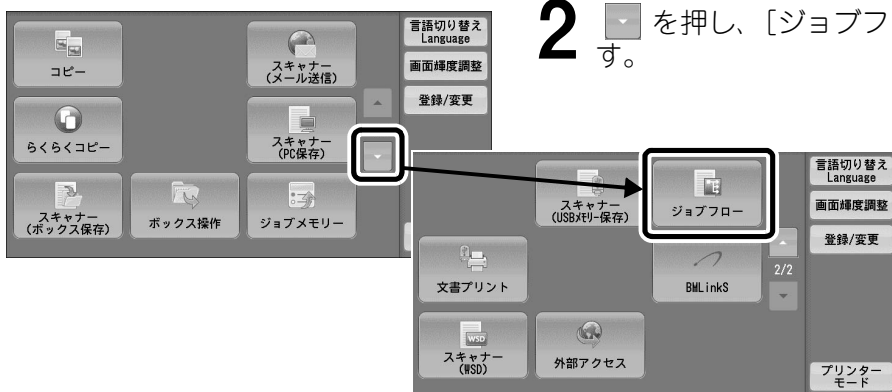 2 を押し、[ジョブフ
す。
コピー
スキャナー
(メール送信)
らくらくコピー
スキャナー
(PC保存)
スキャナー
(ボックス保存)
ボックス操作
ジョブメモリー
言語切り替え
Language
画面輝度調整
登録/変更
スキャナー
(USBメモリー保存)
ジョブフロー
文書プリント
BMLinkS
スキャナー
(WSD)
WSD
外部アクセス
2/2
言語切り替え
Language
画面輝度調整
登録/変更
プリンター
モード